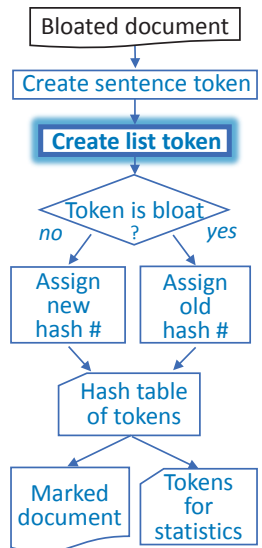 Bloated document
Create sentence token
Create list token
Token is bloat
no ? yes
Assign
new
hash #
Assign
old
hash #
Hash table
of tokens
Marked
document
Tokens
for
statistics